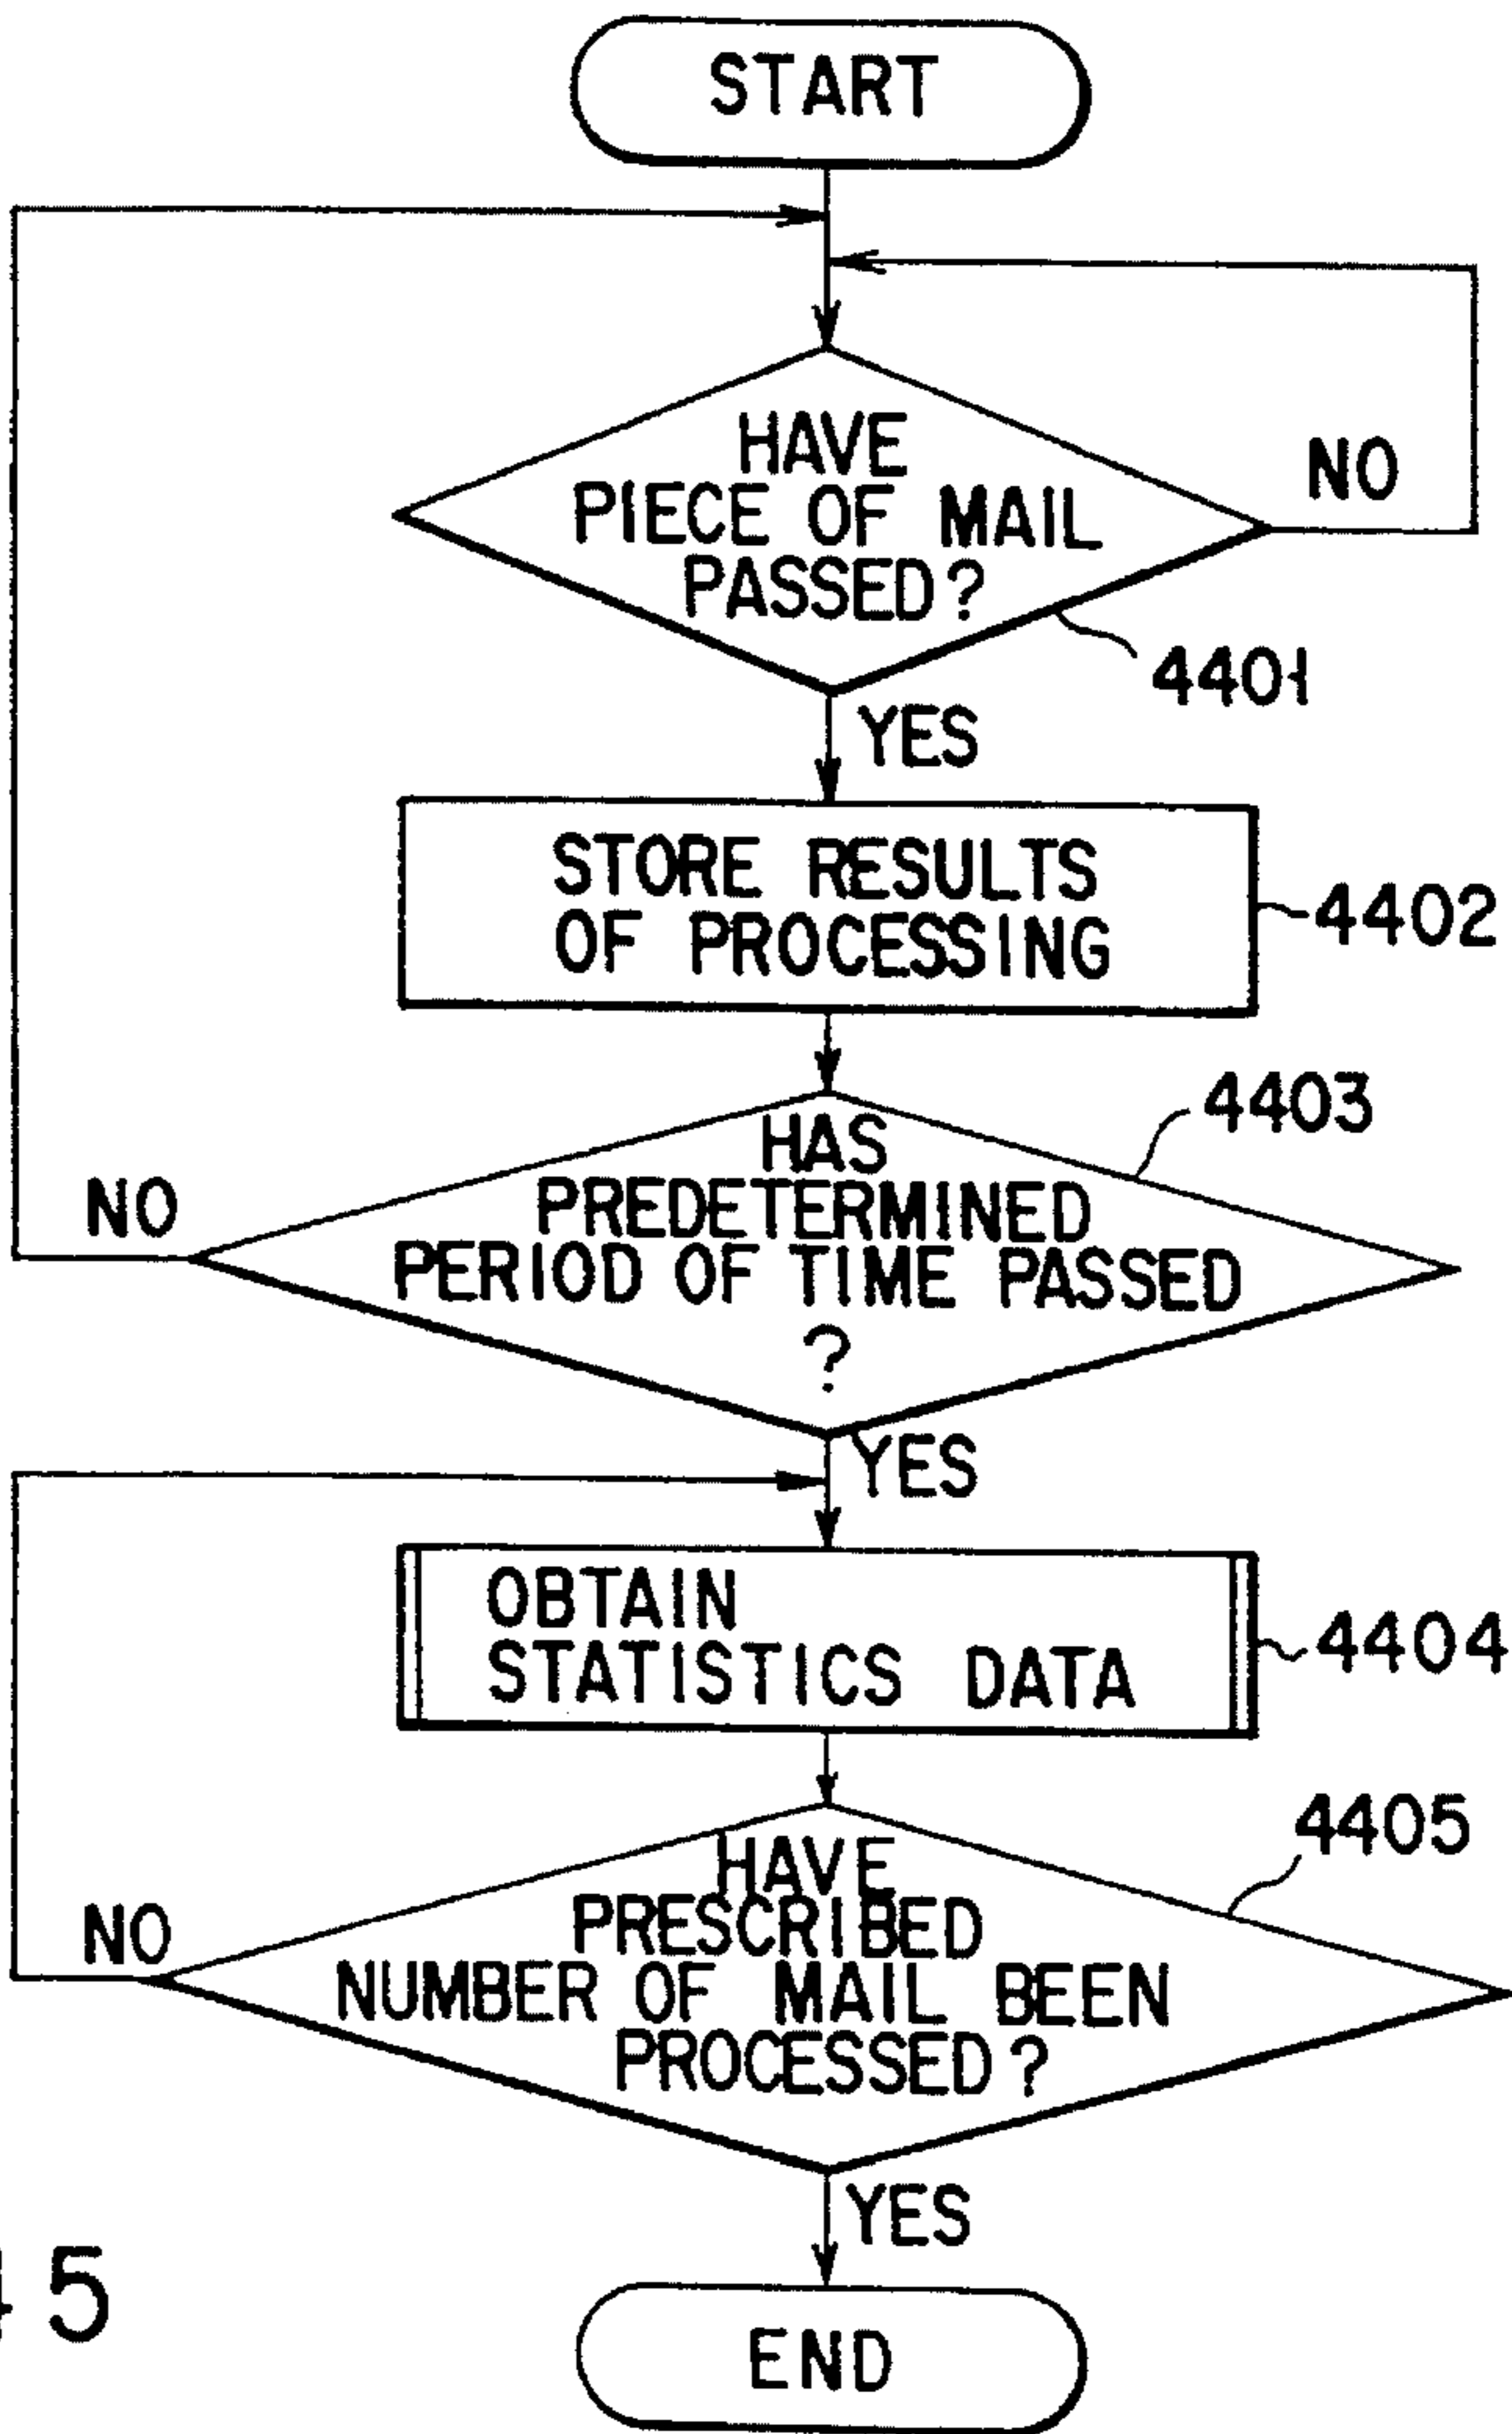 START
HAVE
PIECE OF MAIL
PASSED?
NO
4401
YES
STORE RESULTS
OF PROCESSING
4402
4403
HAS
PREDETERMINED
PERIOD OF TIME PASSED
?
NO
YES
OBTAIN
STATISTICS DATA
4404
4405
HAVE
PRESCRIBED
NUMBER OF MAIL BEEN
PROCESSED?
NO
YES
5
END